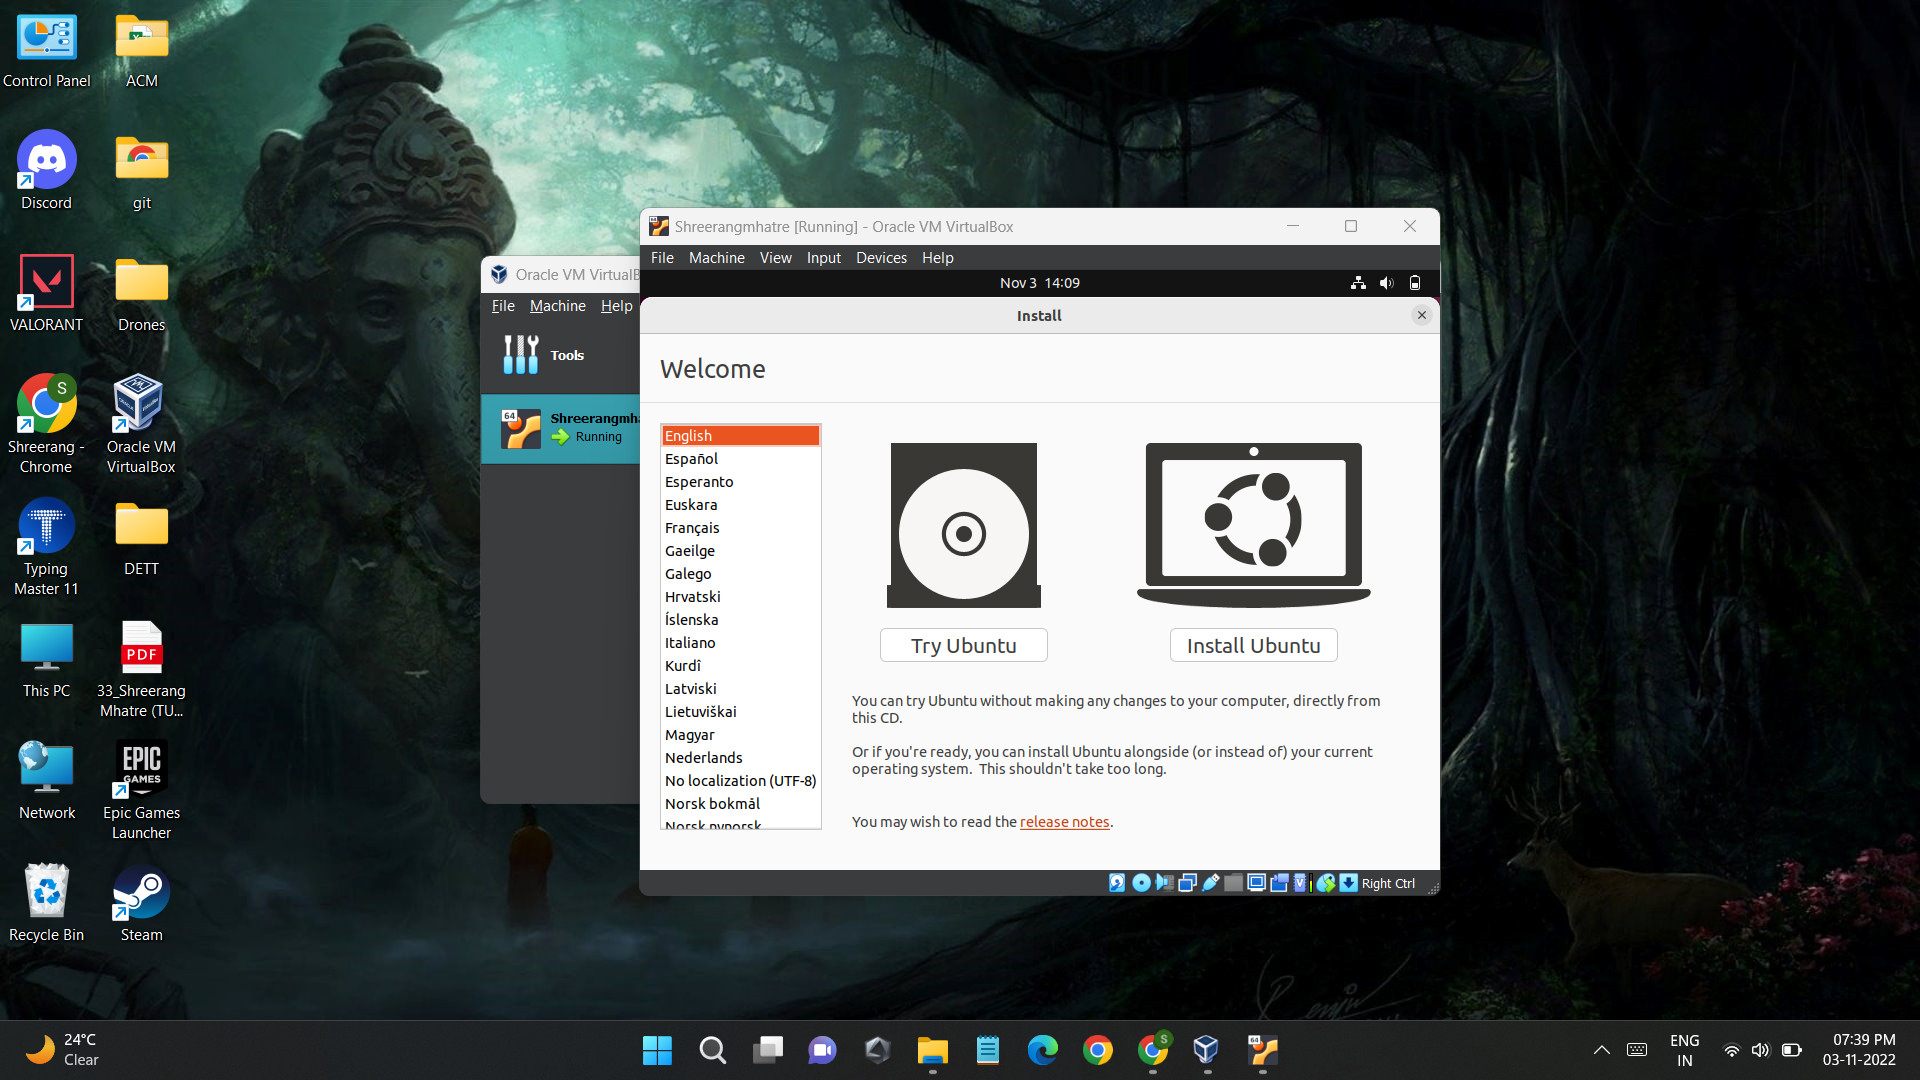 Control Panel
ACM
Discord
git
VALORANT
Drones
S
Shreerang -
Chrome
Oracle VM
VirtualBox
Typing
Master 11
DETT
This PC
PDF
33_Shreerang
Mhatre (TU...
Network
EPIC
GAMES
Epic Games
Launcher
Recycle Bin
Steam
Oracle VM VirtualB
File Machine Help
Tools
64
Shreerangmha
Running
64
Shreerangmhatre [Running] - Oracle VM VirtualBox
File Machine View Input Devices Help
Nov 3 14:09
Install
Welcome
English
Español
Esperanto
Euskara
Français
Gaeilge
Galego
Hrvatski
Íslenska
Italiano
Kurdî
Latviski
Lietuviškai
Magyar
Nederlands
No localization (UTF-8)
Norsk bokmål
Norsk nynorsk
Try Ubuntu
Install Ubuntu
You can try Ubuntu without making any changes to your computer, directly from
this CD.
Or if you're ready, you can install Ubuntu alongside (or instead of) your current
operating system. This shouldn't take too long.
You may wish to read the release notes.
Right Ctrl
24°C
Clear
S
64
ENG
IN
07:39 PM
03-11-2022